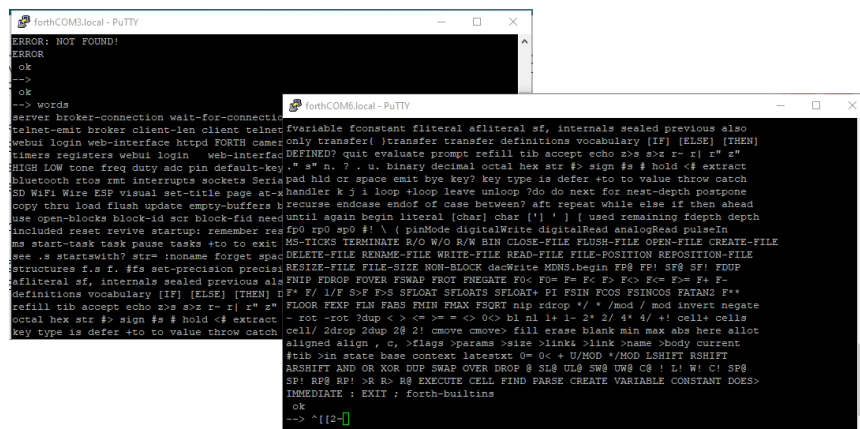 forthCOM3.local - PuTTY
ERROR: NOT FOUND!
ERROR
 ok
-->
 ok
--> words
server broker-connection wait-for-connectio
telnet-emit broker client-len client telnet
webui login web-interface httpd FORTH camer
timers registers webui login   web-interfac
HIGH LOW tone freq duty adc pin default-key
bluetooth rtos rmt interrupts sockets Seria
SD WiFi Wire ESP visual set-title page at-x
copy thru load flush update empty-buffers b
use open-blocks block-id scr block-fid need
included reset revive startup: remember res
ms start-task task pause tasks +to to exit
see .s startswith? str= :noname forget spac
structures f.s f. #fs set-precision precisi
afliteral sf, internals sealed previous als
definitions vocabulary [IF] [ELSE] [THEN] D
refill tib accept echo z>s s>z r~ r| r" z"
octal hex str #> sign #s # hold <# extract
key type is defer +to to value throw catch
forthCOM6.local - PuTTY
fvariable fconstant fliteral afliteral sf, internals sealed previous also
only transfer{ }transfer transfer definitions vocabulary [IF] [ELSE] [THEN]
DEFINED? quit evaluate prompt refill tib accept echo z>s s>z r~ r| r" z"
." s" n. ? . u. binary decimal octal hex str #> sign #s # hold <# extract
pad hld cr space emit bye key? key type is defer +to to value throw catch
handler k j i loop +loop leave unloop ?do do next for nest-depth postpone
recurse endcase endof of case between? aft repeat while else if then ahead
until again begin literal [char] char ['] ' ] [ used remaining fdepth depth
fp0 rp0 sp0 #! \ ( pinMode digitalWrite digitalRead analogRead pulseIn
MS-TICKS TERMINATE R/O W/O R/W BIN CLOSE-FILE FLUSH-FILE OPEN-FILE CREATE-FILE
DELETE-FILE RENAME-FILE WRITE-FILE READ-FILE FILE-POSITION REPOSITION-FILE
RESIZE-FILE FILE-SIZE NON-BLOCK dacWrite MDNS.begin FP@ FP! SF@ SF! FDUP
FNIP FDROP FOVER FSWAP FROT FNEGATE F0< F0= F= F< F> F<> F<= F>= F+ F-
F* F/ 1/F S>F F>S SFLOAT SFLOATS SFLOAT+ PI FSIN FCOS FSINCOS FATAN2 F**
FLOOR FEXP FLN FABS FMIN FMAX FSQRT nip rdrop */ * /mod / mod invert negate
- rot -rot ?dup < > <= >= = <> 0<> bl nl 1+ 1- 2* 2/ 4* 4/ +! cell+ cells
cell/ 2drop 2dup 2@ 2! cmove cmove> fill erase blank min max abs here allot
aligned align , c, >flags >params >size >link& >link >name >body current
#tib >in state base context latestxt 0= 0< + U/MOD */MOD LSHIFT RSHIFT
ARSHIFT AND OR XOR DUP SWAP OVER DROP @ SL@ UL@ SW@ UW@ C@ ! L! W! C! SP@
SP! RP@ RP! >R R> R@ EXECUTE CELL FIND PARSE CREATE VARIABLE CONSTANT DOES>
IMMEDIATE : EXIT ; forth-builtins
 ok
--> ^[[2~